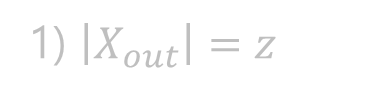 1) |X_out| = z